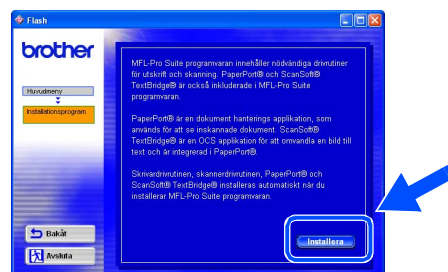 Flash
brother
Huvudmeny
Installationsprogram
MFL-Pro Suite programvaran innehåller nödvändiga drivrutiner
för utskrift och skanning. PaperPort® och ScanSoft®
TextBridge® är också inkluderade i MFL-Pro Suite
programvaran.
PaperPort® är en dokument hanterings applikation, som
används för att se inskannade dokument. ScanSoft®
TextBridge® är en OCS applikation för att omvandla en bild till
text och är integrerad i PaperPort®.
Skrivardrivrutinen, skannerdrivrutinen, PaperPort® och
ScanSoft® TextBridge® installeras automatiskt när du
installerar MFL-Pro Suite programvaran.
Installera
Bakåt
Avsluta